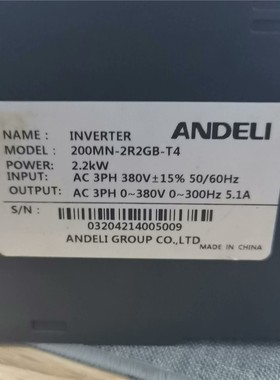 ANDELI
NAME: INVERTER
MODEL: 200MN-2R2GB-T4
POWER: 2.2kW
INPUT: AC 3PH 380V±15% 50/60Hz
OUTPUT: AC 3PH 0~380V 0~300Hz 5.1A
S/N:
03204214005009
ANDELI GROUP CO.,LTD
MADE IN CHINA